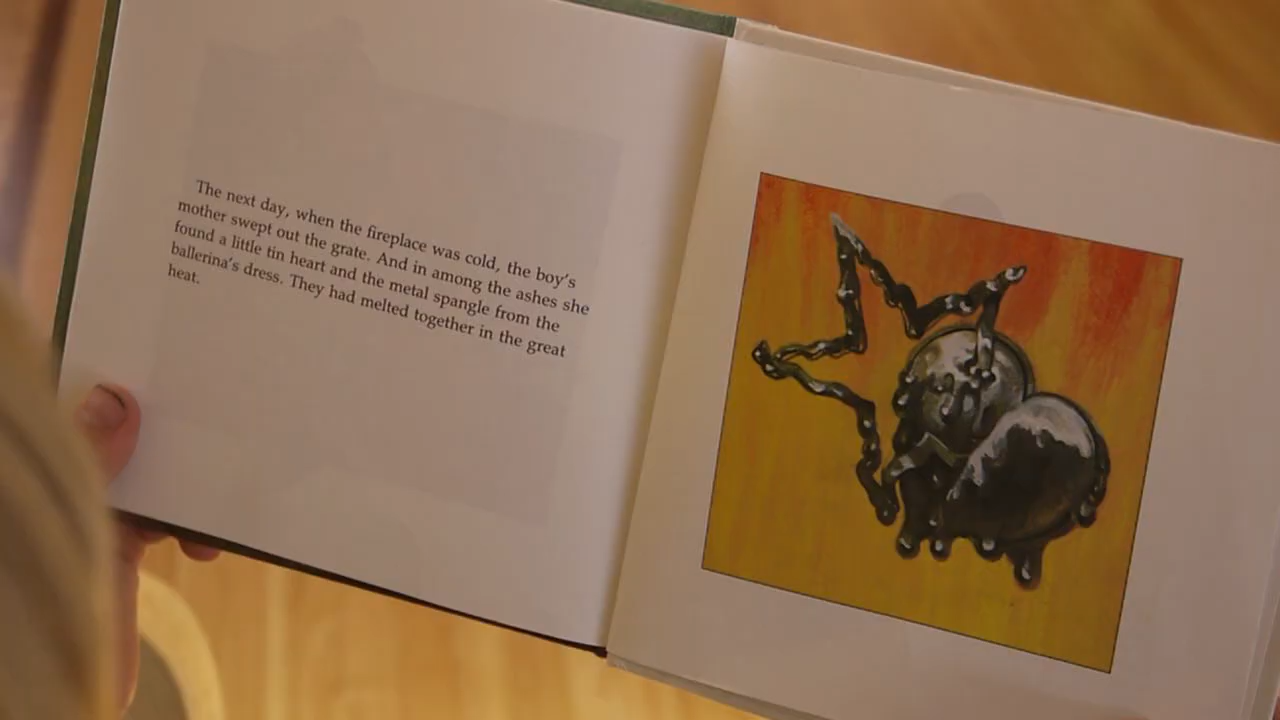 The next day, when the fireplace was cold, the boy's
mother swept out the grate. And in among the ashes she
found a little tin heart and the metal spangle from the
ballerina's dress. They had melted together in the great
heat.